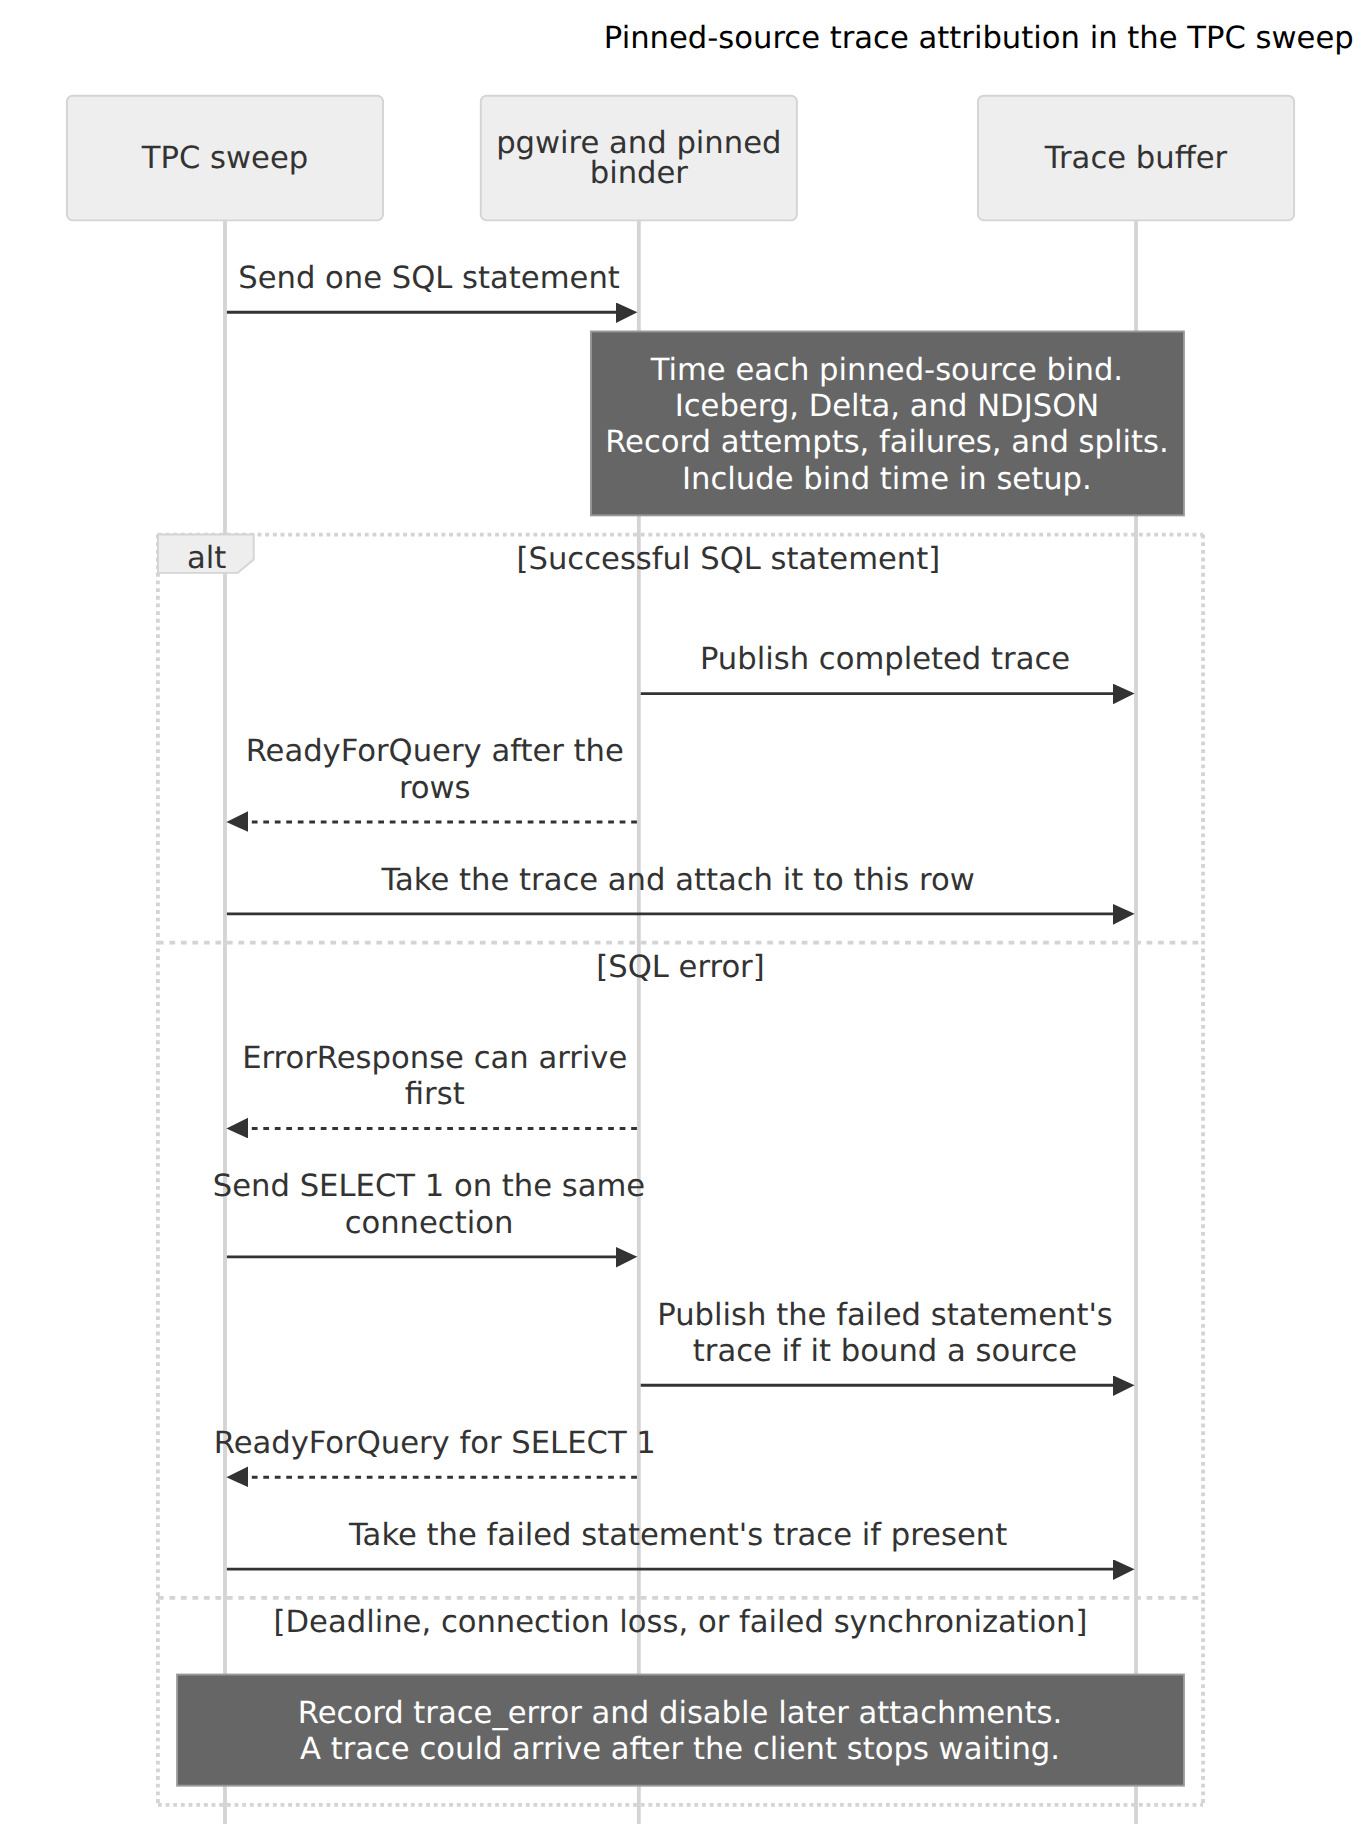 Pinned-source trace attribution in the TPC sweep
TPC sweep
pgwire and pinned
binder
Trace buffer
Send one SQL statement
Time each pinned-source bind.
Iceberg, Delta, and NDJSON
Record attempts, failures, and splits.
Include bind time in setup.
alt
[Successful SQL statement]
Publish completed trace
ReadyForQuery after the
rows
Take the trace and attach it to this row
[SQL error]
ErrorResponse can arrive
first
Send SELECT 1 on the same
connection
Publish the failed statement's
trace if it bound a source
ReadyForQuery for SELECT 1
Take the failed statement's trace if present
[Deadline, connection loss, or failed synchronization]
Record trace_error and disable later attachments.
A trace could arrive after the client stops waiting.